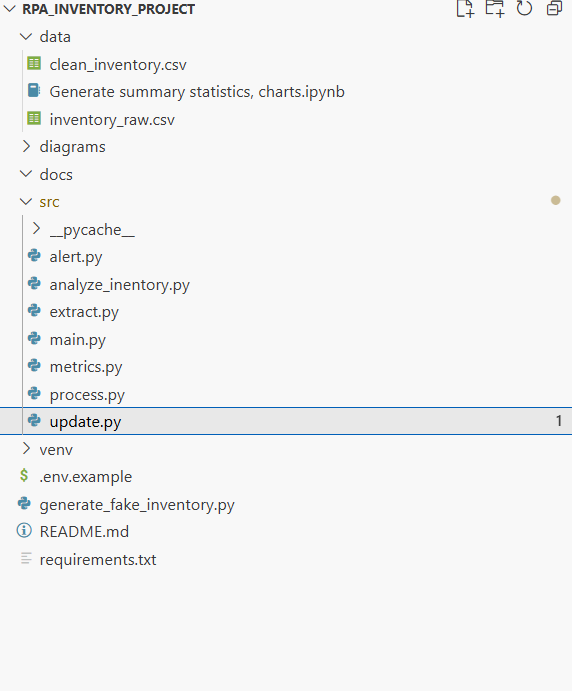 RPA_INVENTORY_PROJECT
data
clean_inventory.csv
Generate summary statistics, charts.ipynb
inventory_raw.csv
diagrams
docs
src
__pycache__
alert.py
analyze_inentory.py
extract.py
main.py
metrics.py
process.py
update.py 1
venv
$ .env.example
generate_fake_inventory.py
README.md
requirements.txt